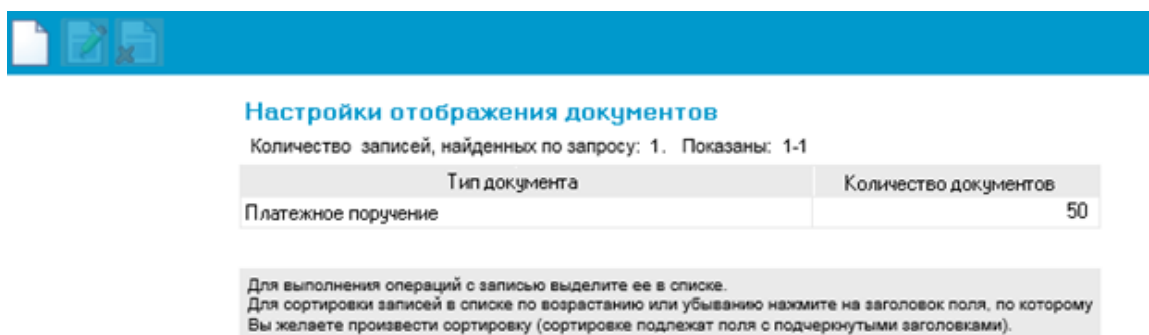 Настройки отображения документов
Количество записей, найденных по запросу: 1. Показаны: 1-1
Тип документа Количество документов
Платежное поручение 50
Для выполнения операций с записью выделите ее в списке.
Для сортировки записей в списке по возрастанию или убыванию нажмите на заголовок поля, по которому
Вы желаете произвести сортировку (сортировке подлежат поля с подчеркнутыми заголовками).